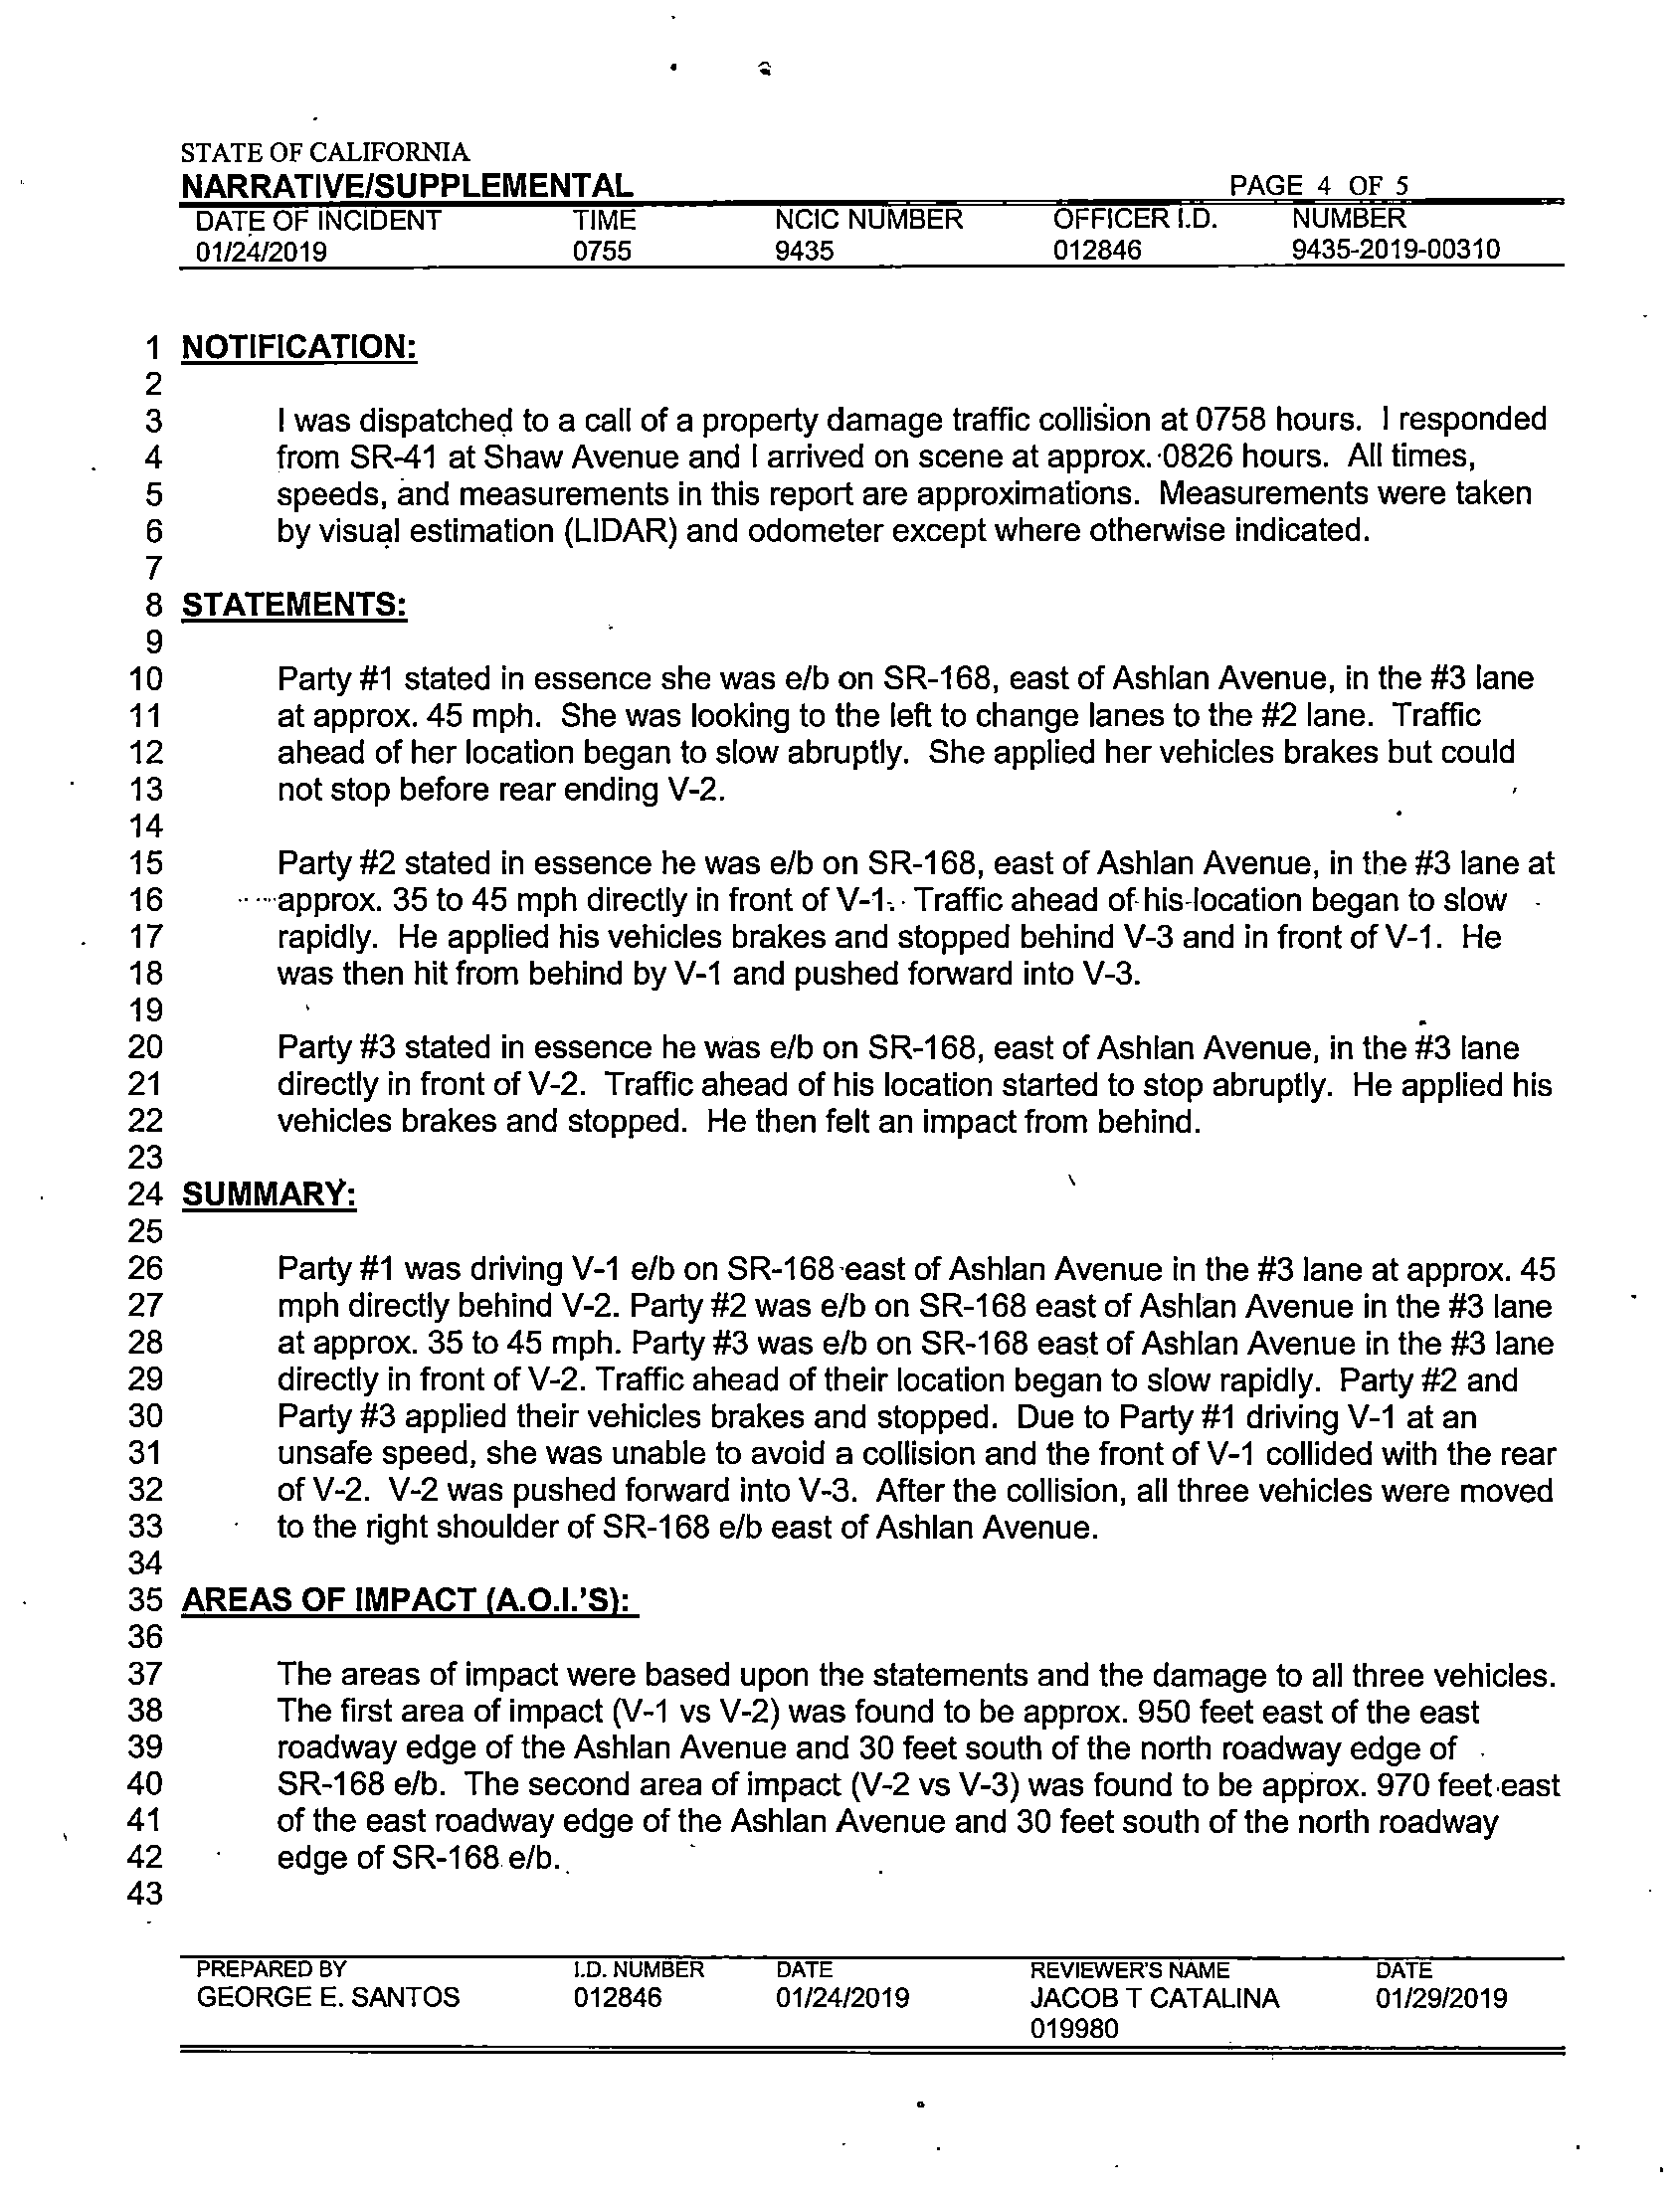 STATE OF CALIFORNIA
NARRATIVE/SUPPLEMENTAL PAGE 4 OF 5
DATE OF INCIDENT TIME NCIC NUMBER OFFICER I.D. NUMBER
01/24/2019 0755 9435 012846 9435-2019-00310
1 NOTIFICATION:
2
3 I was dispatched to a call of a property damage traffic collision at 0758 hours. I responded
4 from SR-41 at Shaw Avenue and I arrived on scene at approx. 0826 hours. All times,
5 speeds, and measurements in this report are approximations. Measurements were taken
6 by visual estimation (LIDAR) and odometer except where otherwise indicated.
7
8 STATEMENTS:
9
10 Party #1 stated in essence she was e/b on SR-168, east of Ashlan Avenue, in the #3 lane
11 at approx. 45 mph. She was looking to the left to change lanes to the #2 lane. Traffic
12 ahead of her location began to slow abruptly. She applied her vehicles brakes but could
13 not stop before rear ending V-2.
14
15 Party #2 stated in essence he was e/b on SR-168, east of Ashlan Avenue, in the #3 lane at
16 approx. 35 to 45 mph directly in front of V-1. Traffic ahead of his location began to slow
17 rapidly. He applied his vehicles brakes and stopped behind V-3 and in front of V-1. He
18 was then hit from behind by V-1 and pushed forward into V-3.
19
20 Party #3 stated in essence he was e/b on SR-168, east of Ashlan Avenue, in the #3 lane
21 directly in front of V-2. Traffic ahead of his location started to stop abruptly. He applied his
22 vehicles brakes and stopped. He then felt an impact from behind.
23
24 SUMMARY:
25
26 Party #1 was driving V-1 e/b on SR-168 east of Ashlan Avenue in the #3 lane at approx. 45
27 mph directly behind V-2. Party #2 was e/b on SR-168 east of Ashlan Avenue in the #3 lane
28 at approx. 35 to 45 mph. Party #3 was e/b on SR-168 east of Ashlan Avenue in the #3 lane
29 directly in front of V-2. Traffic ahead of their location began to slow rapidly. Party #2 and
30 Party #3 applied their vehicles brakes and stopped. Due to Party #1 driving V-1 at an
31 unsafe speed, she was unable to avoid a collision and the front of V-1 collided with the rear
32 of V-2. V-2 was pushed forward into V-3. After the collision, all three vehicles were moved
33 to the right shoulder of SR-168 e/b east of Ashlan Avenue.
34
35 AREAS OF IMPACT (A.O.I.'S):
36
37 The areas of impact were based upon the statements and the damage to all three vehicles.
38 The first area of impact (V-1 vs V-2) was found to be approx. 950 feet east of the east
39 roadway edge of the Ashlan Avenue and 30 feet south of the north roadway edge of
40 SR-168 e/b. The second area of impact (V-2 vs V-3) was found to be approx. 970 feet east
41 of the east roadway edge of the Ashlan Avenue and 30 feet south of the north roadway
42 edge of SR-168 e/b.
43
PREPARED BY I.D. NUMBER DATE REVIEWER'S NAME DATE
GEORGE E. SANTOS 012846 01/24/2019 JACOB T CATALINA 01/29/2019
019980